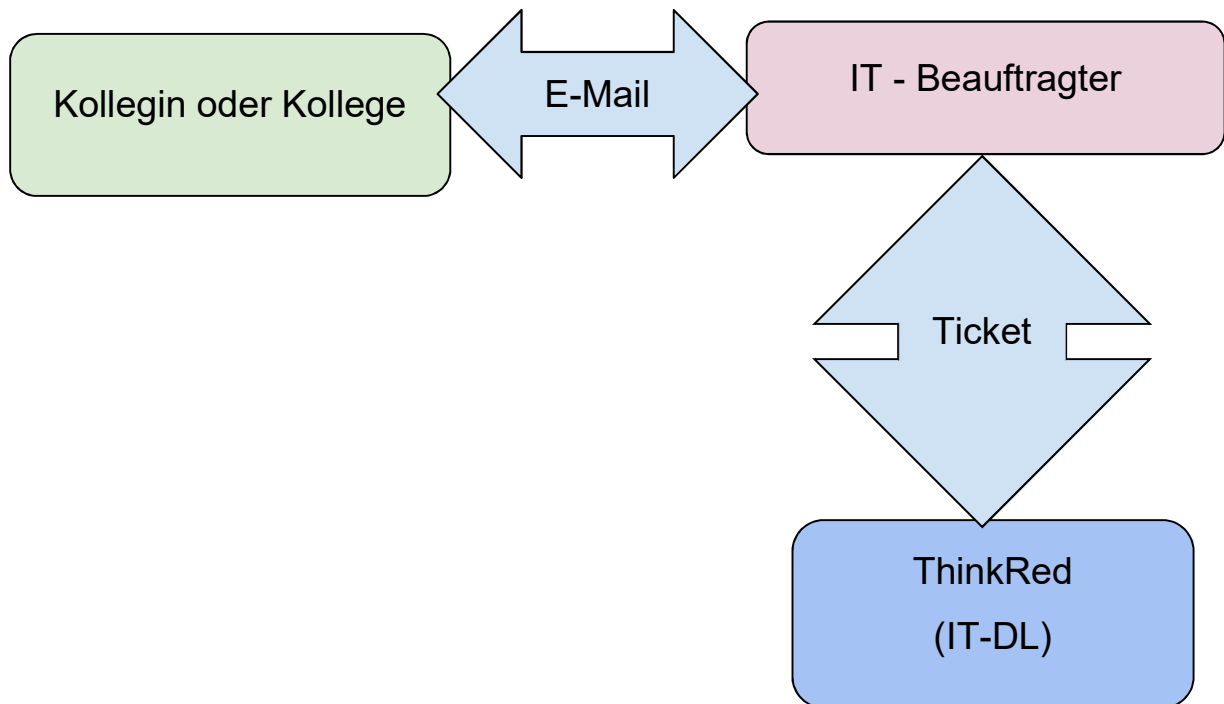 Kollegin oder Kollege
E-Mail
IT - Beauftragter
Ticket
ThinkRed
(IT-DL)